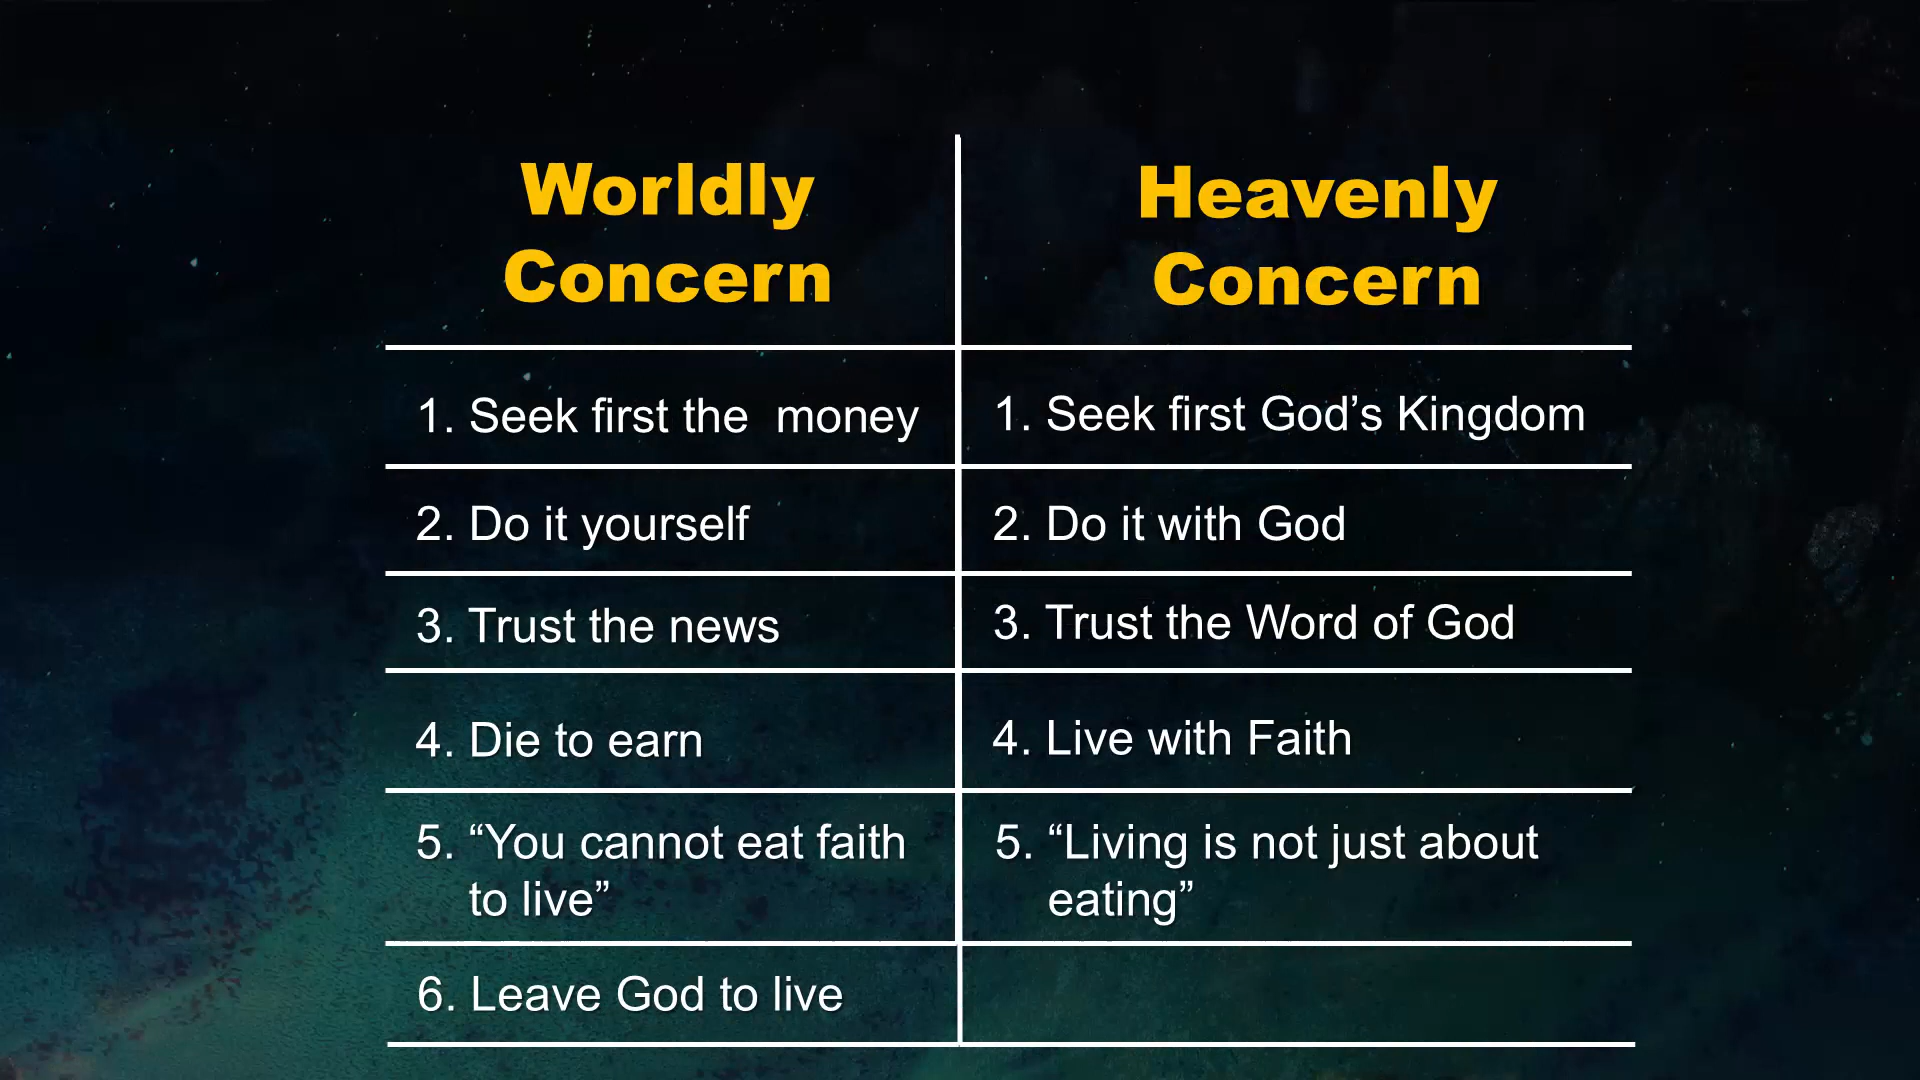 Worldly
Concern
Heavenly
Concern
1. Seek first the  money
1. Seek first God’s Kingdom
2. Do it yourself
2. Do it with God
3. Trust the news
3. Trust the Word of God
4. Die to earn
4. Live with Faith
5. “You cannot eat faith
to live”
5. “Living is not just about
eating”
6. Leave God to live